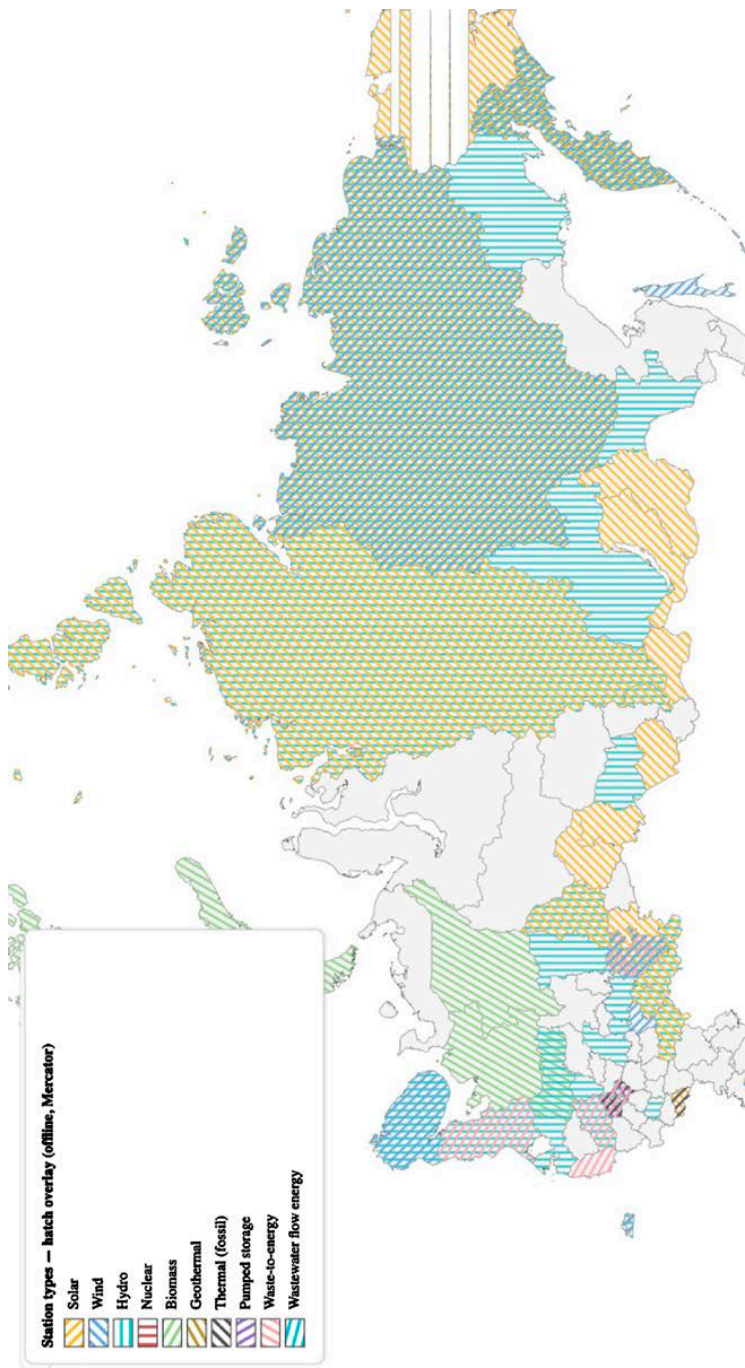 Station types — hatch overlay (offline, Mercator)
Solar
Wind
Hydro
Nuclear
Biomass
Geothermal
Thermal (fossil)
Pumped storage
Waste-to-energy
Wastewater flow energy